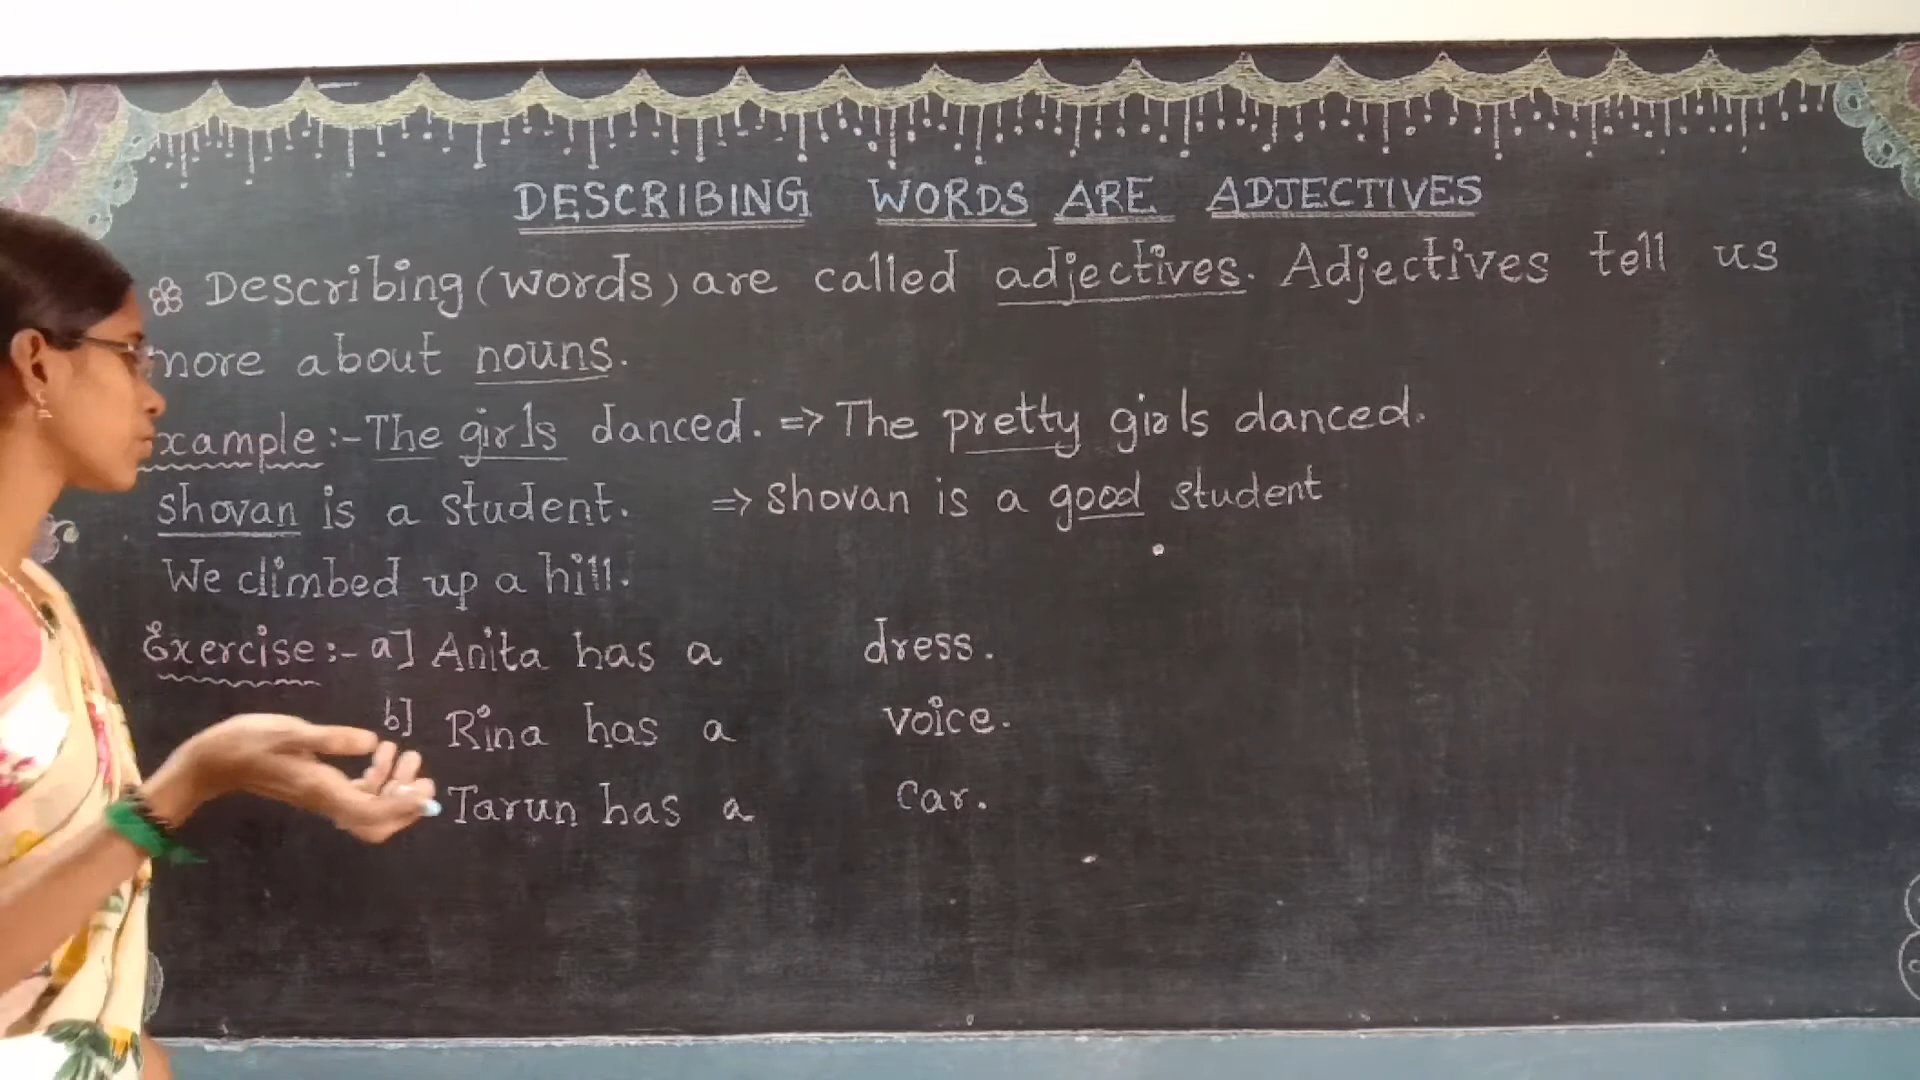 DESCRIBING WORDS ARE ADJECTIVES
Describing (words) are called adjectives. Adjectives tell us
more about nouns.
xample :- The girls danced. => The pretty girls danced.
shovan is a student. => shovan is a good student
We climbed up a hill.
Exercise :- a] Anita has a dress.
b] Rina has a voice.
Tarun has a car.